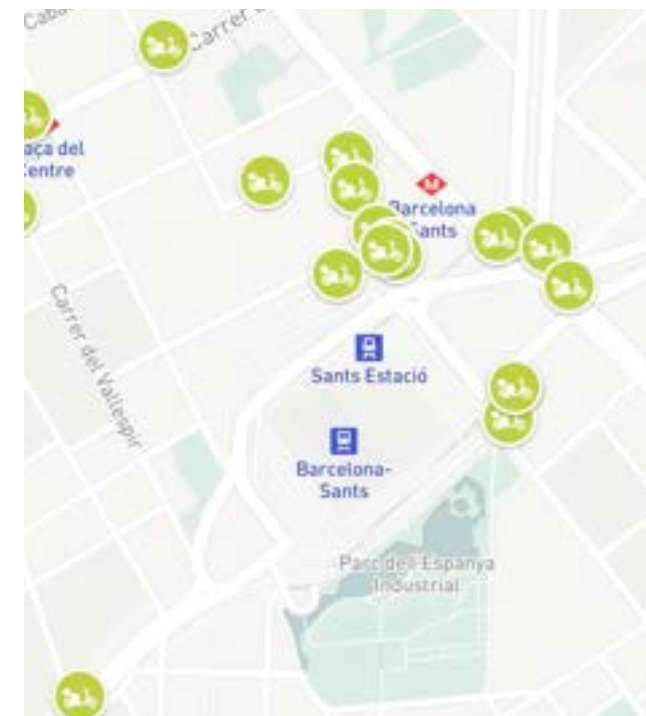 Carrer
aça del
Centre
Barcelona
Sants
Carrer del Vallespir
Sants Estació
Barcelona-
Sants
Parc de l'Espanya
Industrial